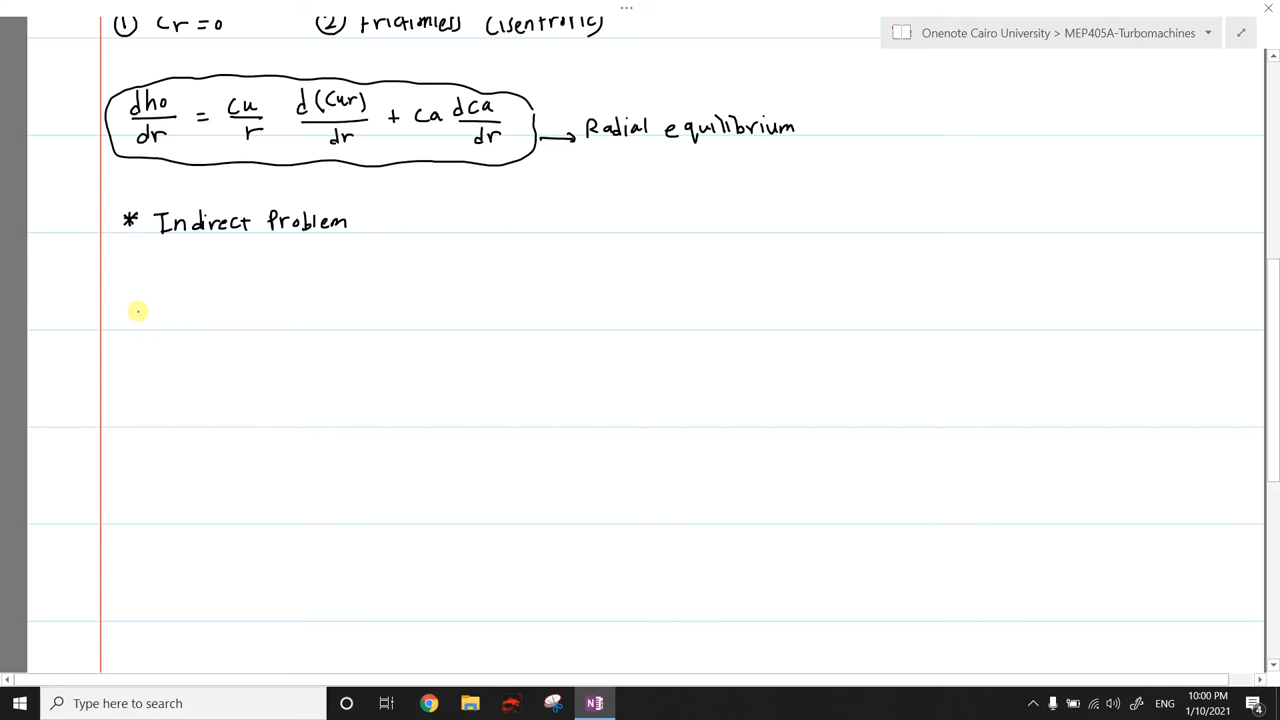 ① Cr = 0 ② Frictionless (isentropic)
Onenote Cairo University > MEP405A-Turbomachines
dho/dr = Cu/r d(Cur)/dr + Ca dCa/dr → Radial equilibrium
* Indirect Problem
Type here to search
ENG
10:00 PM
1/10/2021
4